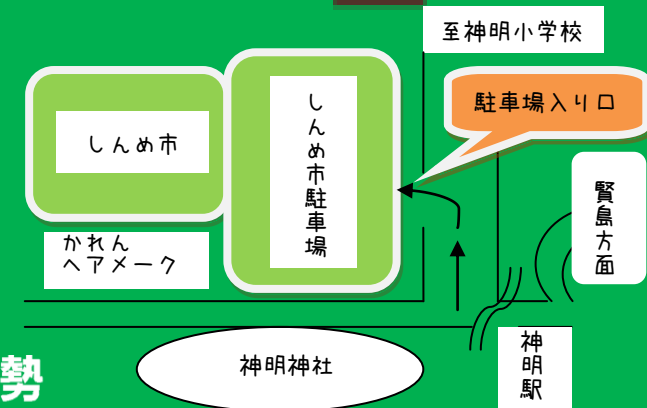 至神明小学校
駐車場入り口
しんめ市
しんめ市駐車場
賢島方面
かれん
ヘアメーク
神明神社
神明駅
勢